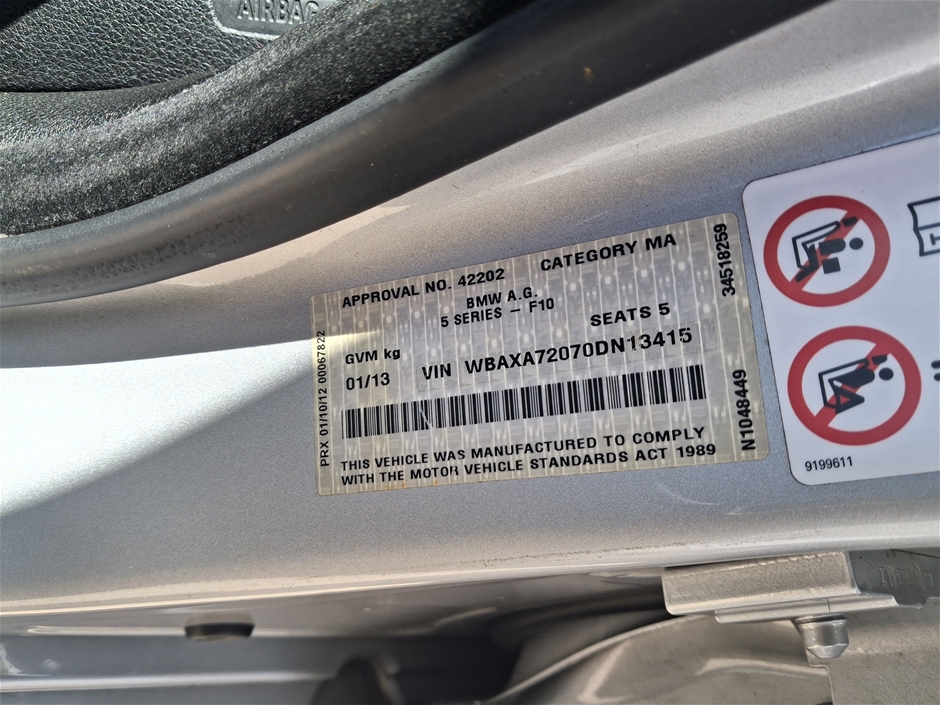 AIRBAG
APPROVAL NO. 42202 CATEGORY MA
BMW A.G.
5 SERIES - F10
SEATS 5
GVM kg
01/13
VIN WBAXA72070DN13415
THIS VEHICLE WAS MANUFACTURED TO COMPLY
WITH THE MOTOR VEHICLE STANDARDS ACT 1989
PRX 01/10/12 00067822
34518259
N1048449
9199611